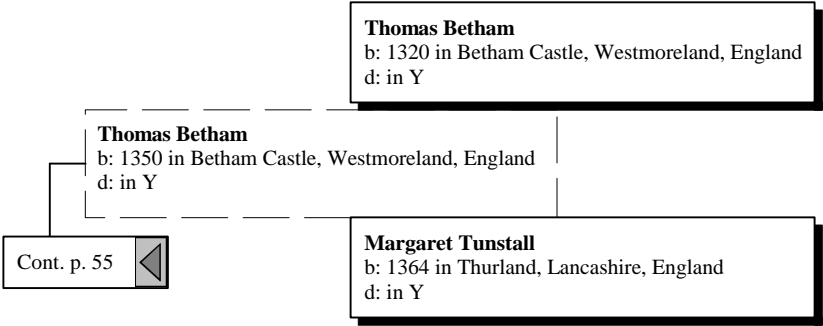 Thomas Betham
b: 1320 in Betham Castle, Westmoreland, England
d: in Y
Thomas Betham
b: 1350 in Betham Castle, Westmoreland, England
d: in Y
Cont. p. 55
Margaret Tunstall
b: 1364 in Thurland, Lancashire, England
d: in Y